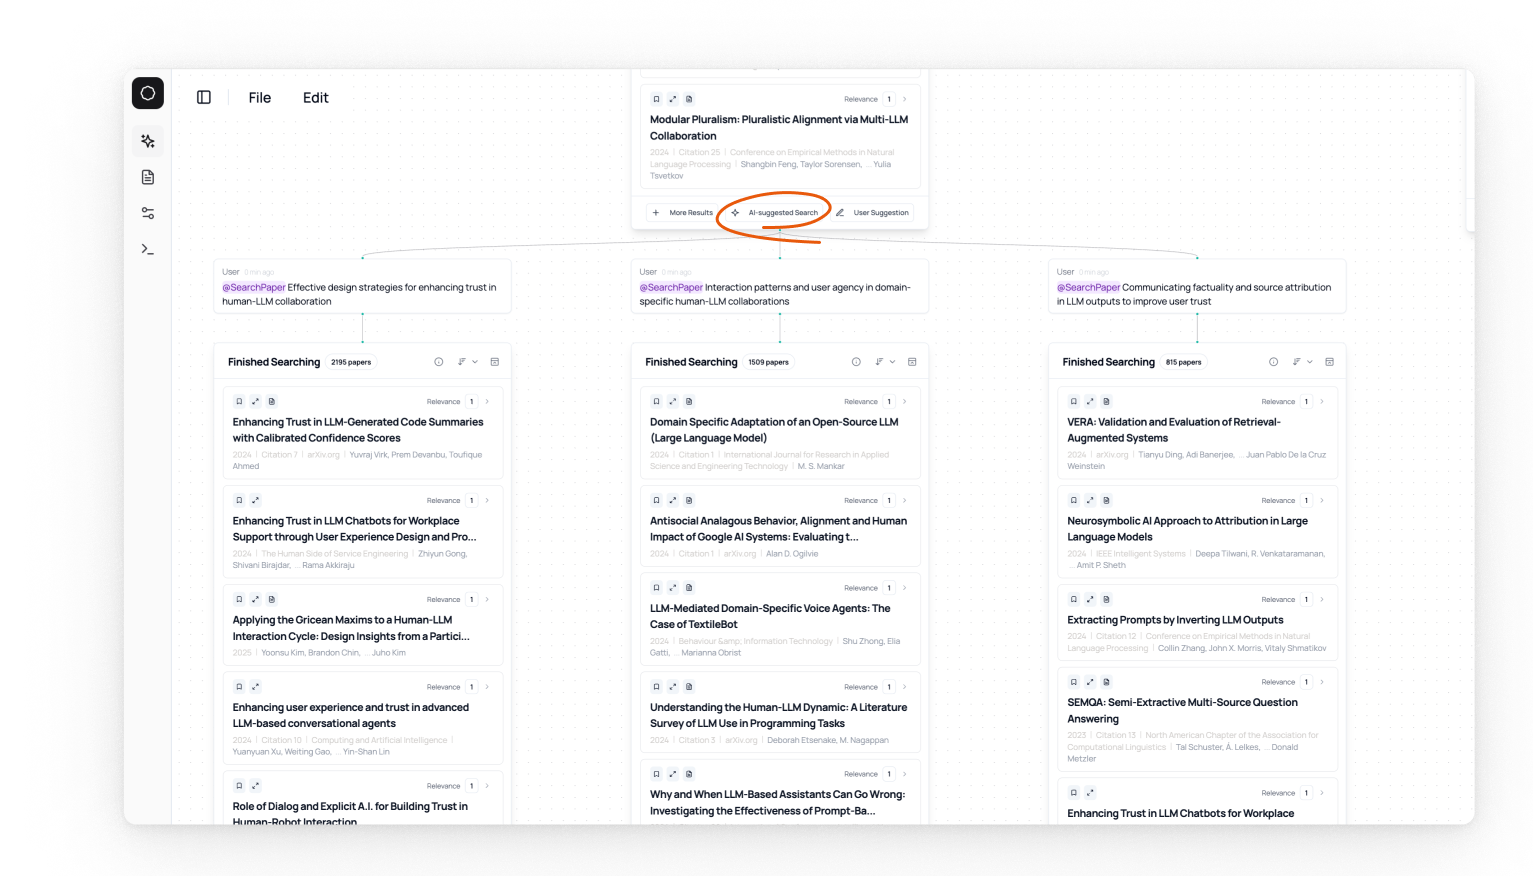 File Edit
Relevance 1
Modular Pluralism: Pluralistic Alignment via Multi-LLM
Collaboration
2024 | Citation 25 | Conference on Empirical Methods in Natural
Language Processing | Shangbin Feng, Taylor Sorensen, ... Yulia
Tsvetkov
More Results AI-suggested Search User Suggestion
User 0 min ago
@SearchPaper Effective design strategies for enhancing trust in
human-LLM collaboration
Finished Searching 2195 papers
Relevance 1
Enhancing Trust in LLM-Generated Code Summaries
with Calibrated Confidence Scores
2024 | Citation 7 | arXiv.org | Yuvraj Virk, Prem Devanbu, Toufique
Ahmed
Relevance 1
Enhancing Trust in LLM Chatbots for Workplace
Support through User Experience Design and Pro...
2024 | The Human Side of Service Engineering | Zhiyun Gong,
Shivani Birajdar, ... Rama Akkiraju
Relevance 1
Applying the Gricean Maxims to a Human-LLM
Interaction Cycle: Design Insights from a Partici...
2025 | Yoonsu Kim, Brandon Chin, ... Juho Kim
Relevance 1
Enhancing user experience and trust in advanced
LLM-based conversational agents
2024 | Citation 10 | Computing and Artificial Intelligence |
Yuanyuan Xu, Weiting Gao, ... Yin-Shan Lin
Relevance 1
Role of Dialog and Explicit A.I. for Building Trust in
Human-Robot Interaction
User 0 min ago
@SearchPaper Interaction patterns and user agency in domain-
specific human-LLM collaborations
Finished Searching 1509 papers
Relevance 1
Domain Specific Adaptation of an Open-Source LLM
(Large Language Model)
2024 | Citation 1 | International Journal for Research in Applied
Science and Engineering Technology | M. S. Mankar
Relevance 1
Antisocial Analagous Behavior, Alignment and Human
Impact of Google AI Systems: Evaluating t...
2024 | Citation 1 | arXiv.org | Alan D. Ogilvie
Relevance 1
LLM-Mediated Domain-Specific Voice Agents: The
Case of TextileBot
2024 | Behaviour &amp; Information Technology | Shu Zhong, Elia
Gatti, ... Marianna Obrist
Relevance 1
Understanding the Human-LLM Dynamic: A Literature
Survey of LLM Use in Programming Tasks
2024 | Citation 3 | arXiv.org | Deborah Etsenake, M. Nagappan
Relevance 1
Why and When LLM-Based Assistants Can Go Wrong:
Investigating the Effectiveness of Prompt-Ba...
User 0 min ago
@SearchPaper Communicating factuality and source attribution
in LLM outputs to improve user trust
Finished Searching 815 papers
Relevance 1
VERA: Validation and Evaluation of Retrieval-
Augmented Systems
2024 | arXiv.org | Tianyu Ding, Adi Banerjee, ... Juan Pablo De la Cruz
Weinstein
Relevance 1
Neurosymbolic AI Approach to Attribution in Large
Language Models
2024 | IEEE Intelligent Systems | Deepa Tilwani, R. Venkataramanan,
... Amit P. Sheth
Relevance 1
Extracting Prompts by Inverting LLM Outputs
2024 | Citation 12 | Conference on Empirical Methods in Natural
Language Processing | Collin Zhang, John X. Morris, Vitaly Shmatikov
Relevance 1
SEMQA: Semi-Extractive Multi-Source Question
Answering
2023 | Citation 13 | North American Chapter of the Association for
Computational Linguistics | Tal Schuster, Á. Lelkes, ... Donald
Metzler
Relevance 1
Enhancing Trust in LLM Chatbots for Workplace